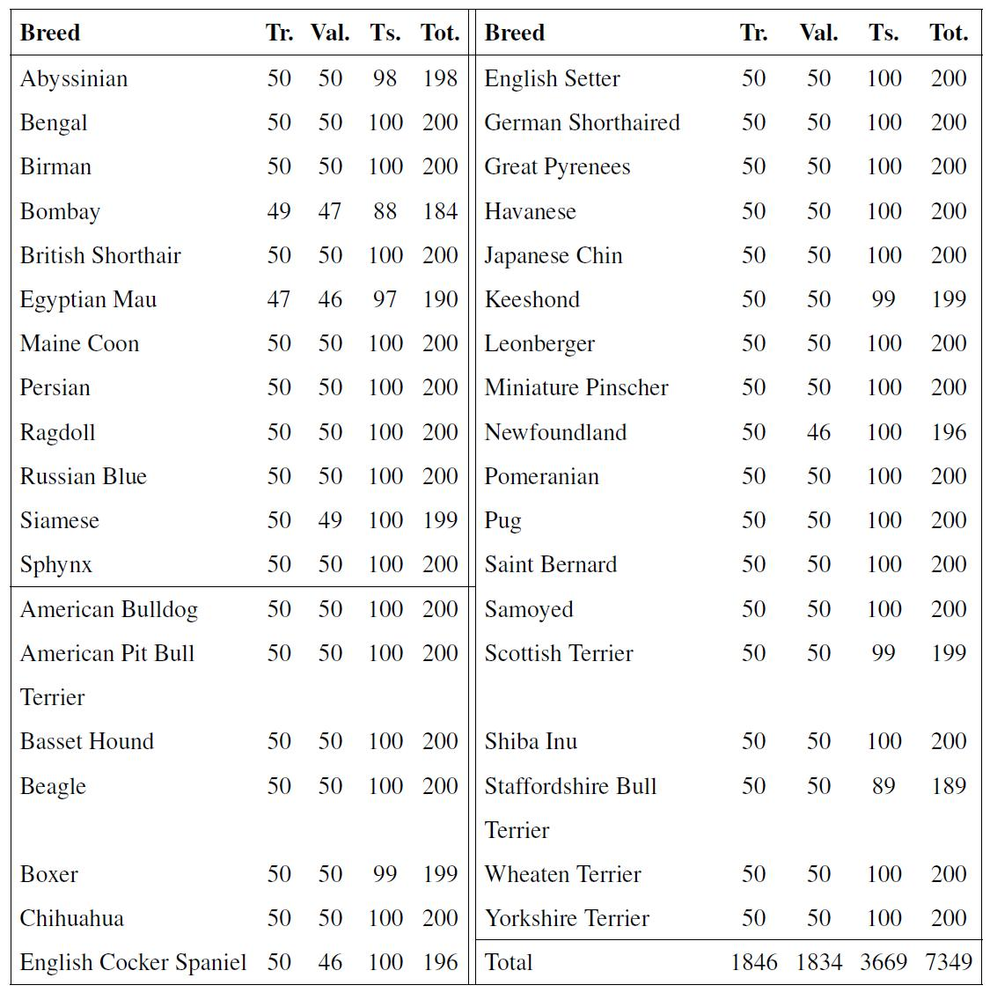 Breed Tr. Val. Ts. Tot. Breed Tr. Val. Ts. Tot.
Abyssinian 50 50 98 198 English Setter 50 50 100 200
Bengal 50 50 100 200 German Shorthaired 50 50 100 200
Birman 50 50 100 200 Great Pyrenees 50 50 100 200
Bombay 49 47 88 184 Havanese 50 50 100 200
British Shorthair 50 50 100 200 Japanese Chin 50 50 100 200
Egyptian Mau 47 46 97 190 Keeshond 50 50 99 199
Maine Coon 50 50 100 200 Leonberger 50 50 100 200
Persian 50 50 100 200 Miniature Pinscher 50 50 100 200
Ragdoll 50 50 100 200 Newfoundland 50 46 100 196
Russian Blue 50 50 100 200 Pomeranian 50 50 100 200
Siamese 50 49 100 199 Pug 50 50 100 200
Sphynx 50 50 100 200 Saint Bernard 50 50 100 200
American Bulldog 50 50 100 200 Samoyed 50 50 100 200
American Pit Bull 50 50 100 200 Scottish Terrier 50 50 99 199
Terrier
Basset Hound 50 50 100 200 Shiba Inu 50 50 100 200
Beagle 50 50 100 200 Staffordshire Bull 50 50 89 189
Terrier
Boxer 50 50 99 199 Wheaten Terrier 50 50 100 200
Chihuahua 50 50 100 200 Yorkshire Terrier 50 50 100 200
English Cocker Spaniel 50 46 100 196 Total 1846 1834 3669 7349